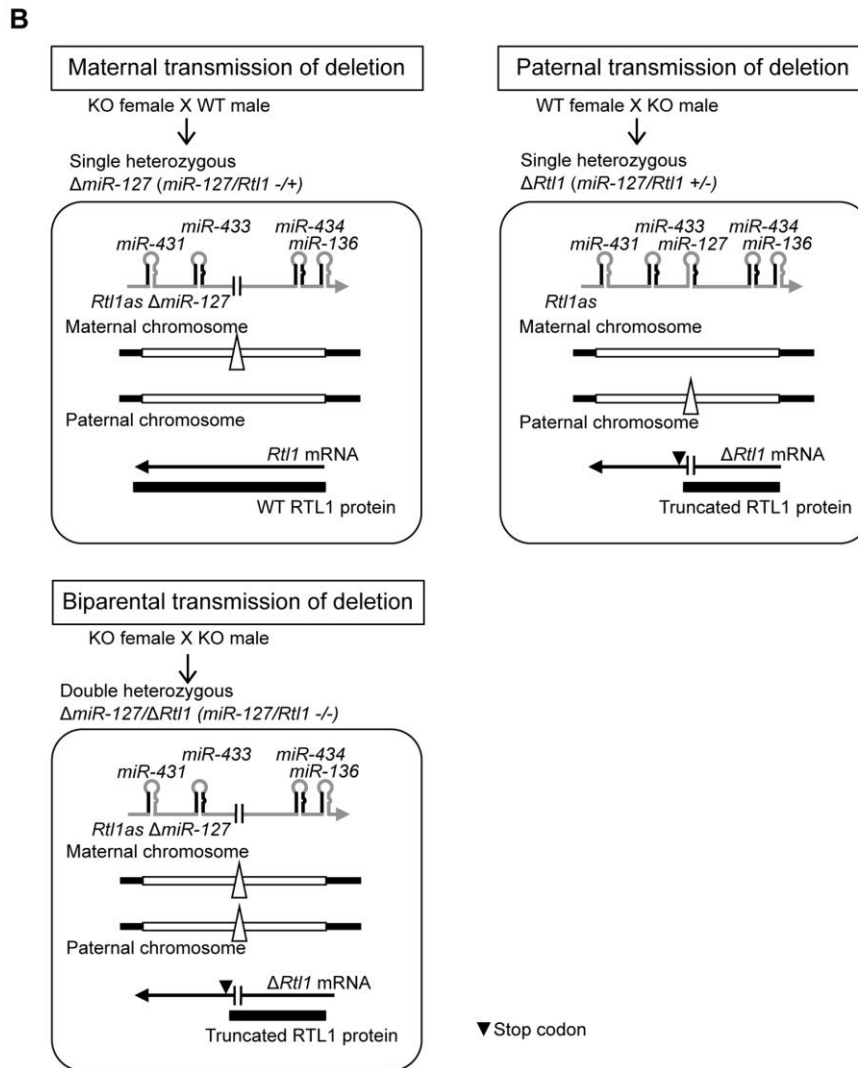 B
Maternal transmission of deletion
KO female X WT male
Single heterozygous
ΔmiR-127 (miR-127/Rtl1 -/+)
miR-433 miR-434
miR-431 miR-136
Rtl1as ΔmiR-127
Maternal chromosome
Paternal chromosome
Rtl1 mRNA
WT RTL1 protein
Paternal transmission of deletion
WT female X KO male
Single heterozygous
ΔRtl1 (miR-127/Rtl1 +/-)
miR-433 miR-434
miR-431 miR-127 miR-136
Rtl1as
Maternal chromosome
Paternal chromosome
ΔRtl1 mRNA
Truncated RTL1 protein
Biparental transmission of deletion
KO female X KO male
Double heterozygous
ΔmiR-127/ΔRtl1 (miR-127/Rtl1 -/-)
miR-433 miR-434
miR-431 miR-136
Rtl1as ΔmiR-127
Maternal chromosome
Paternal chromosome
ΔRtl1 mRNA
Truncated RTL1 protein
Stop codon